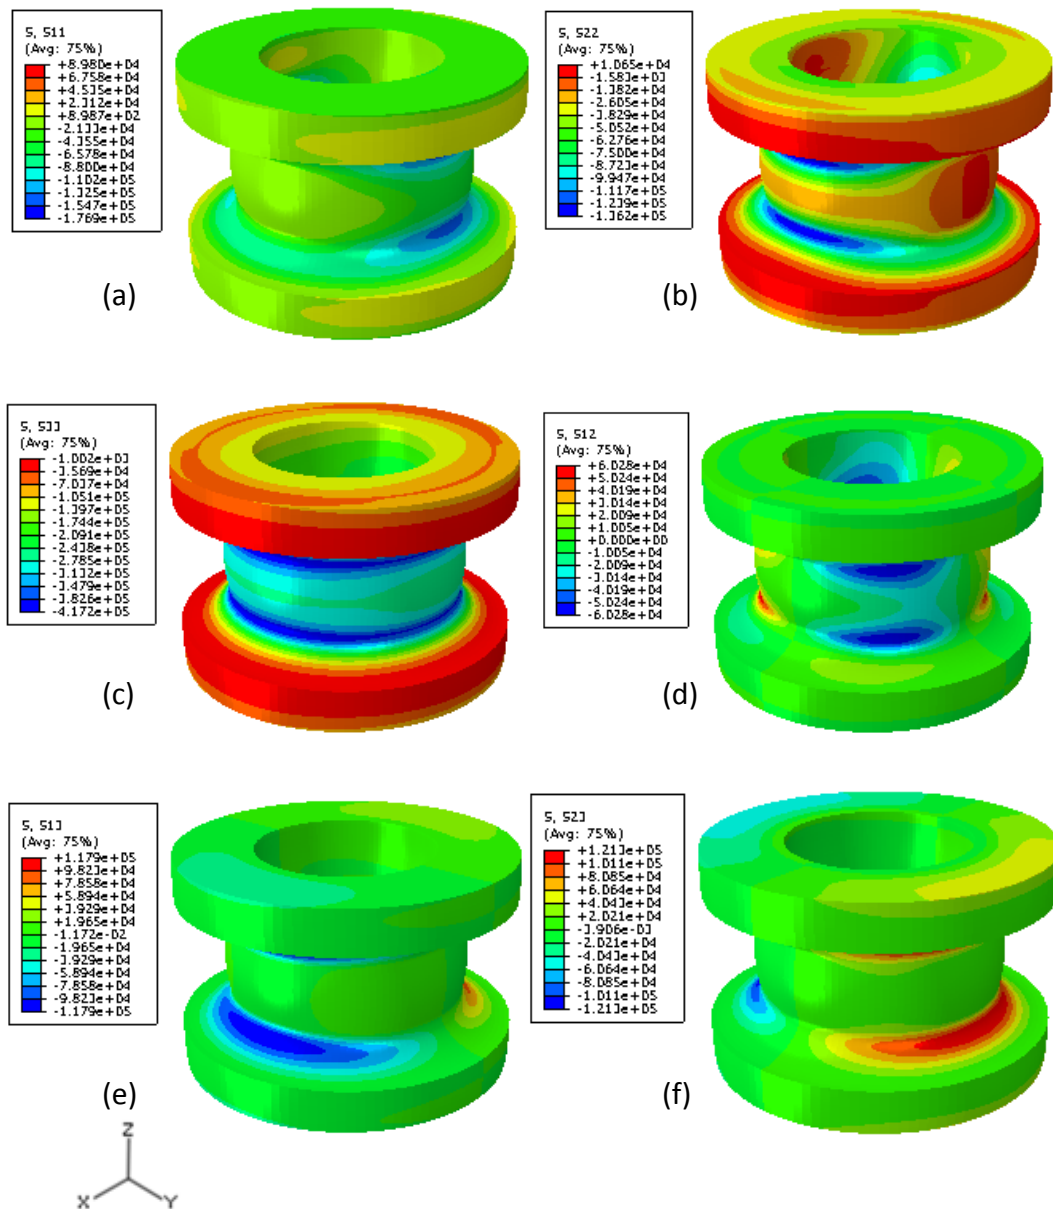 S, S11
(Avg: 75%)
+8.980e+04
+6.758e+04
+4.535e+04
+2.312e+04
+8.987e+02
-2.133e+04
-4.355e+04
-6.578e+04
-8.800e+04
-1.102e+05
-1.325e+05
-1.547e+05
-1.769e+05
(a)
S, S22
(Avg: 75%)
+1.065e+04
-1.583e+03
-1.382e+04
-2.605e+04
-3.829e+04
-5.052e+04
-6.276e+04
-7.500e+04
-8.723e+04
-9.947e+04
-1.117e+05
-1.239e+05
-1.362e+05
(b)
S, S33
(Avg: 75%)
-1.002e+03
-3.569e+04
-7.037e+04
-1.051e+05
-1.397e+05
-1.744e+05
-2.091e+05
-2.438e+05
-2.785e+05
-3.132e+05
-3.479e+05
-3.826e+05
-4.172e+05
(c)
S, S12
(Avg: 75%)
+6.028e+04
+5.024e+04
+4.019e+04
+3.014e+04
+2.009e+04
+1.005e+04
+0.000e+00
-1.005e+04
-2.009e+04
-3.014e+04
-4.019e+04
-5.024e+04
-6.028e+04
(d)
S, S13
(Avg: 75%)
+1.179e+05
+9.823e+04
+7.858e+04
+5.894e+04
+3.929e+04
+1.965e+04
-1.172e-02
-1.965e+04
-3.929e+04
-5.894e+04
-7.858e+04
-9.823e+04
-1.179e+05
(e)
S, S23
(Avg: 75%)
+1.213e+05
+1.011e+05
+8.085e+04
+6.064e+04
+4.043e+04
+2.021e+04
-3.906e-03
-2.021e+04
-4.043e+04
-6.064e+04
-8.085e+04
-1.011e+05
-1.213e+05
(f)
Z
X Y